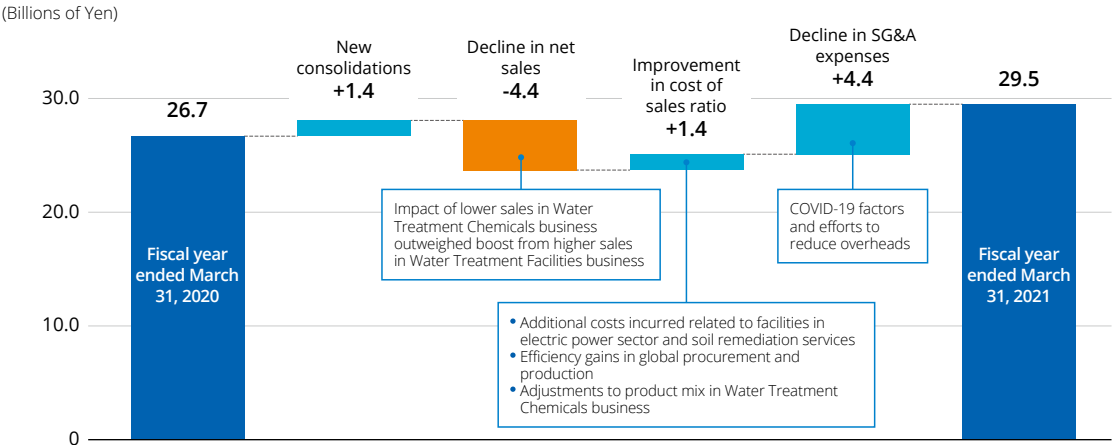 (Billions of Yen)
30.0
20.0
10.0
0
26.7
Fiscal year
ended March
31, 2020
New
consolidations
+1.4
Decline in net
sales
-4.4
Impact of lower sales in Water
Treatment Chemicals business
outweighed boost from higher sales
in Water Treatment Facilities business
Improvement
in cost of
sales ratio
+1.4
• Additional costs incurred related to facilities in
electric power sector and soil remediation services
• Efficiency gains in global procurement and
production
• Adjustments to product mix in Water Treatment
Chemicals business
Decline in SG&A
expenses
+4.4
COVID-19 factors
and efforts to
reduce overheads
29.5
Fiscal year
ended March
31, 2021